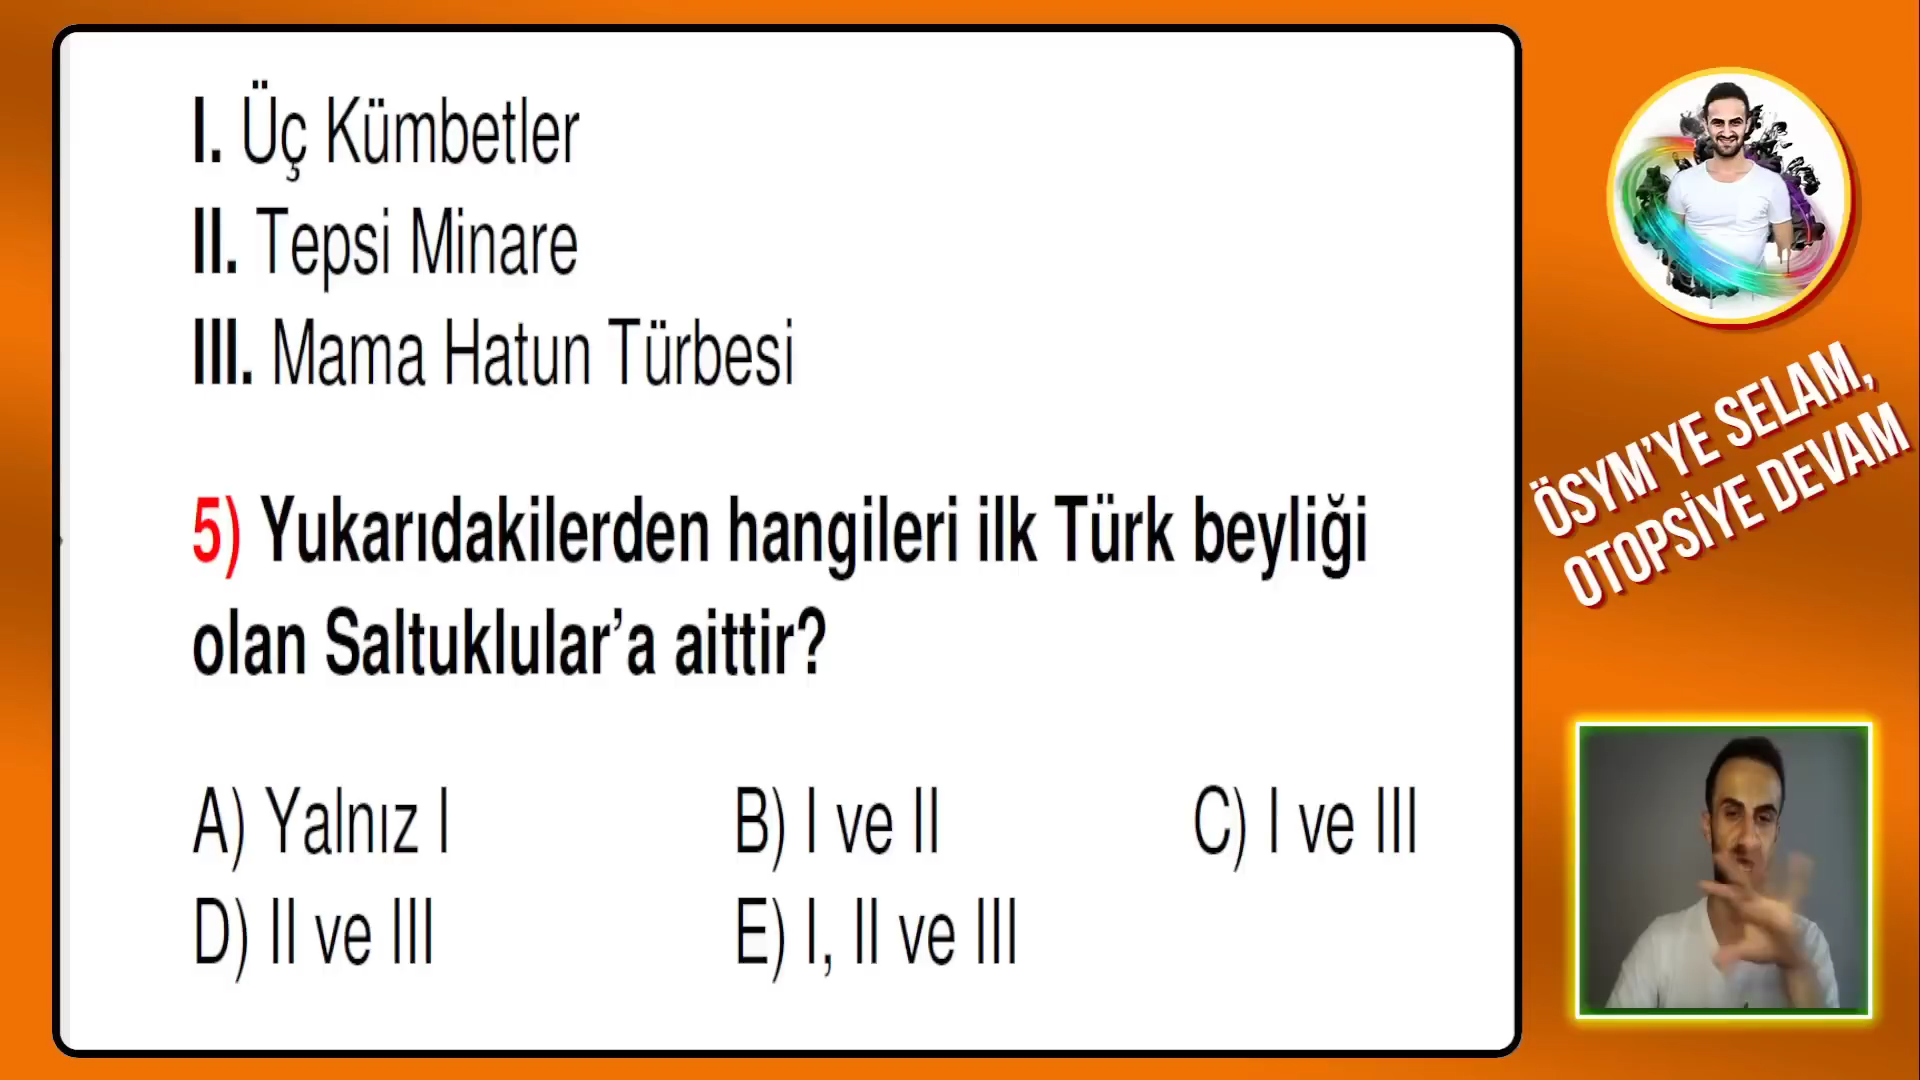 I. Üç Kümbetler
II. Tepsi Minare
III. Mama Hatun Türbesi
5) Yukarıdakilerden hangileri ilk Türk beyliği
olan Saltuklular’a aittir?
A) Yalnız I B) I ve II C) I ve III
D) II ve III E) I, II ve III
ÖSYM’YE SELAM,
OTOPSİYE DEVAM